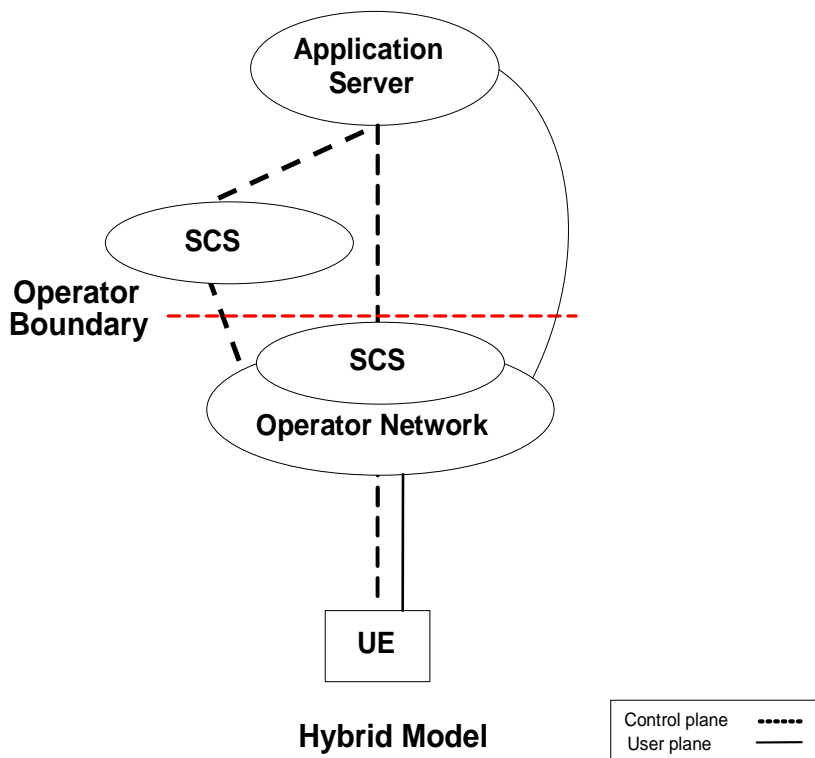 Application
Server
SCS
Operator
Boundary
SCS
Operator Network
UE
Hybrid Model
Control plane
User plane